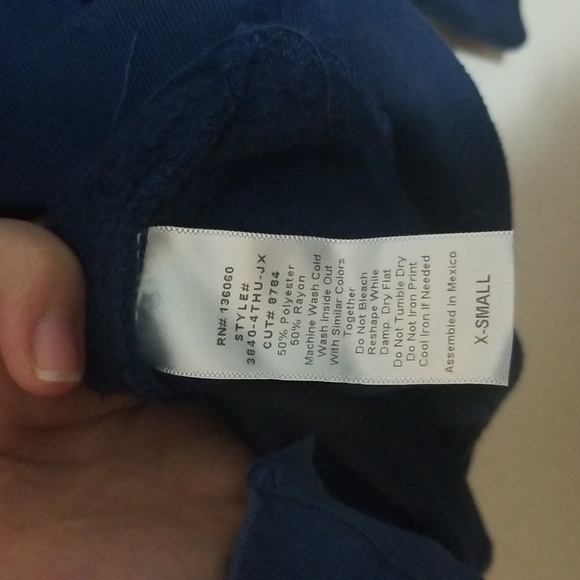 RN# 136060
STYLE#
3840-4THU-JX
CUT# 8784
50% Polyester
50% Rayon
Machine Wash Cold
Wash Inside Out
With Similar Colors
Together
Do Not Bleach
Reshape While
Damp, Dry Flat
Do Not Tumble Dry
Do Not Iron Print
Cool Iron If Needed
Assembled in Mexico
X-SMALL